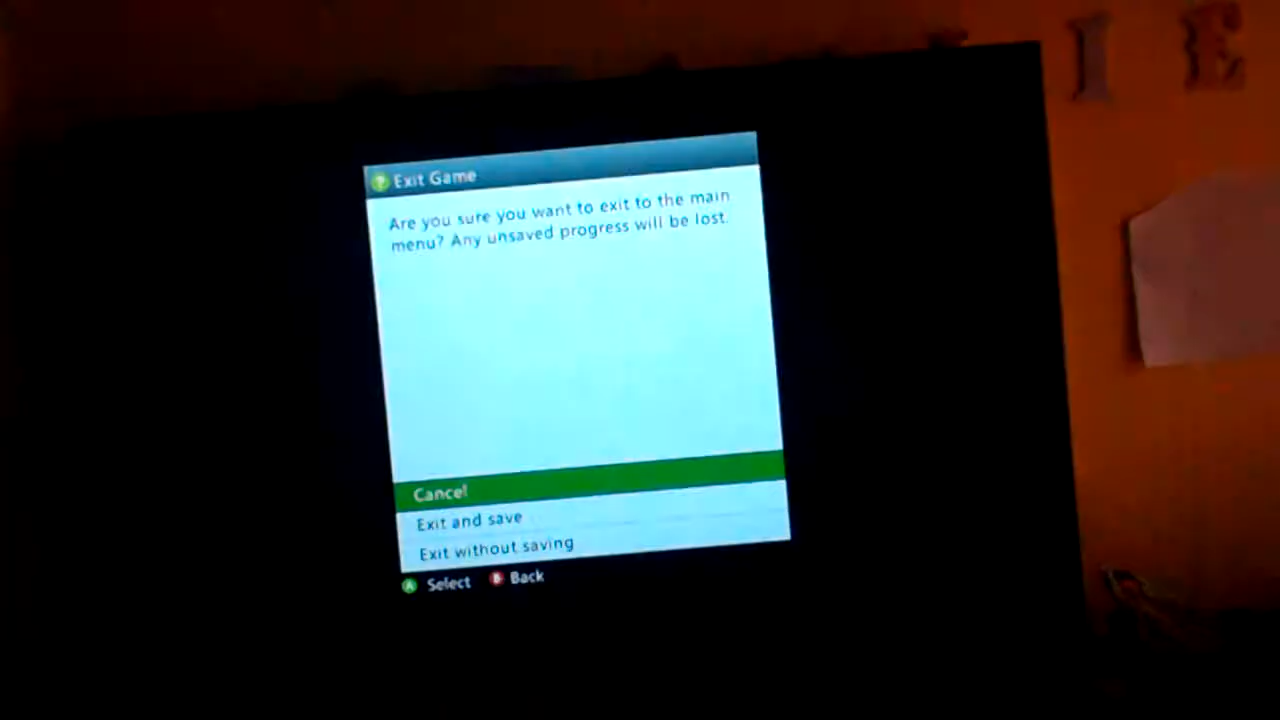 I E
Exit Game
Are you sure you want to exit to the main
menu? Any unsaved progress will be lost.
Cancel
Exit and save
Exit without saving
A Select B Back